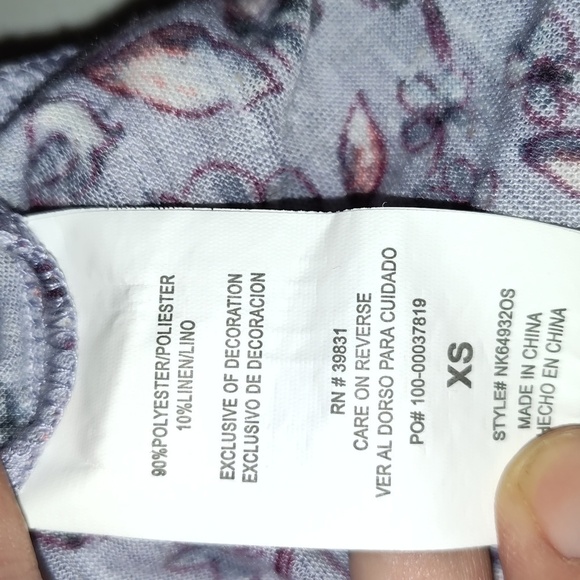 90%POLYESTER/POLIESTER
10%LINEN/LINO
EXCLUSIVE OF DECORATION
EXCLUSIVO DE DECORACION
RN # 39831
CARE ON REVERSE
VER AL DORSO PARA CUIDADO
PO# 100-00037819
XS
STYLE# NK64932OS
MADE IN CHINA
HECHO EN CHINA